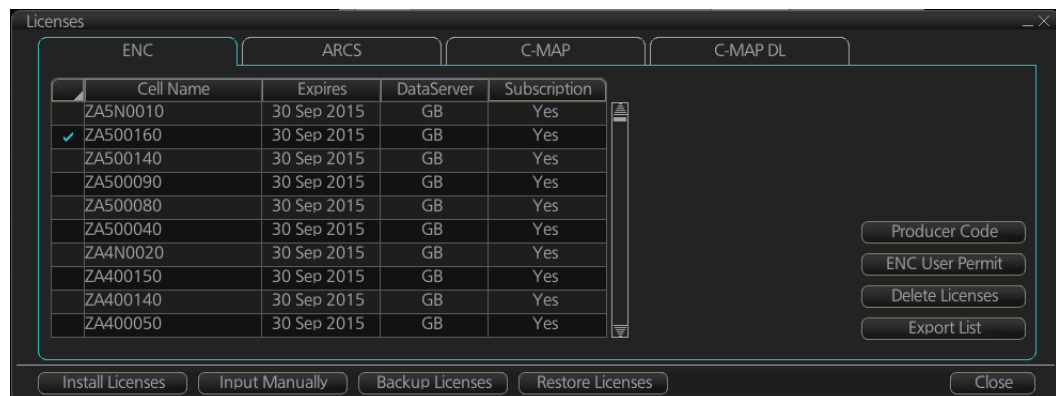 Licenses
ENC ARCS C-MAP C-MAP DL
Cell Name Expires DataServer Subscription
ZA5N0010 30 Sep 2015 GB Yes
ZA500160 30 Sep 2015 GB Yes
ZA500140 30 Sep 2015 GB Yes
ZA500090 30 Sep 2015 GB Yes
ZA500080 30 Sep 2015 GB Yes
ZA500040 30 Sep 2015 GB Yes
ZA4N0020 30 Sep 2015 GB Yes
ZA400150 30 Sep 2015 GB Yes
ZA400140 30 Sep 2015 GB Yes
ZA400050 30 Sep 2015 GB Yes
Producer Code
ENC User Permit
Delete Licenses
Export List
Install Licenses Input Manually Backup Licenses Restore Licenses Close